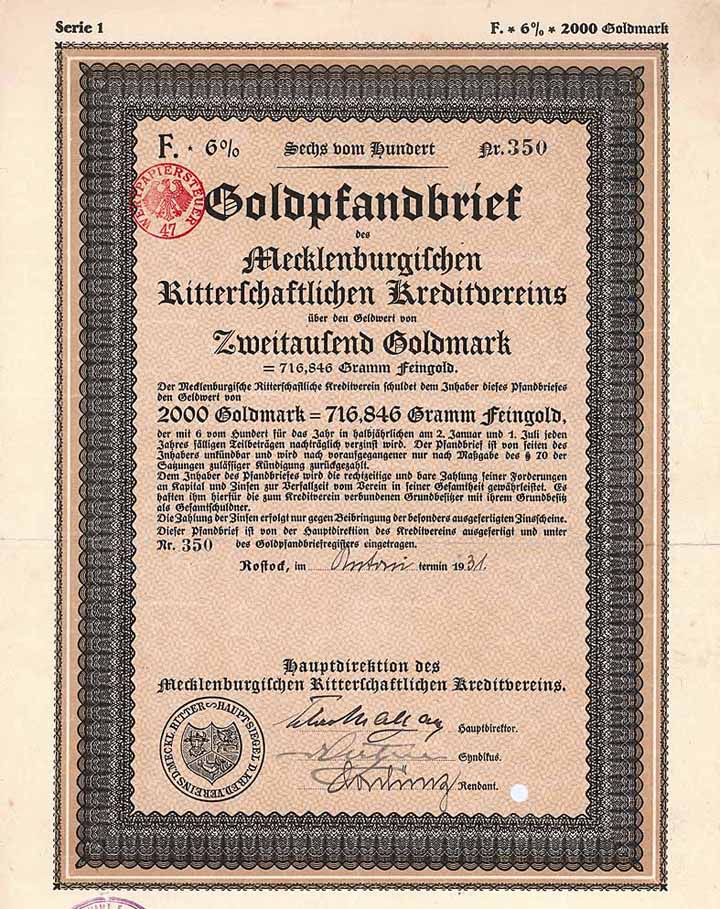 Serie 1
F. * 6% * 2000 Goldmark
F. * 6% Sechs vom Hundert Nr. 350
WERTPAPIERSTEUER
47
Goldpfandbrief
des
Mecklenburgischen
Ritterschaftlichen Kreditvereins
über den Geldwert von
Zweitausend Goldmark
= 716,846 Gramm Feingold.
Der Mecklenburgische Ritterschaftliche Kreditverein schuldet dem Inhaber dieses Pfandbriefes
den Geldwert von
2000 Goldmark = 716,846 Gramm Feingold,
der mit 6 vom Hundert für das Jahr in halbjährlichen am 2. Januar und 1. Juli jeden
Jahres fälligen Teilbeträgen nachträglich verzinst wird. Der Pfandbrief ist von seiten des
Inhabers unkündbar und wird nach voraufgegangener nur nach Maßgabe des § 70 der
Satzungen zulässiger Kündigung zurückgezahlt.
Dem Inhaber des Pfandbriefes wird die rechtzeitige und bare Zahlung seiner Forderungen
an Kapital und Zinsen zur Verfallzeit vom Verein in seiner Gesamtheit gewährleistet. Es
haften ihm hierfür die zum Kreditverein verbundenen Grundbesitzer mit ihrem Grundbesitz
als Gesamtschuldner.
Die Zahlung der Zinsen erfolgt nur gegen Beibringung der besonders ausgefertigten Zinsscheine.
Dieser Pfandbrief ist von der Hauptdirektion des Kreditvereins ausgefertigt und unter
Nr. 350 des Goldpfandbriefregisters eingetragen.
Rostock, im Antoni termin 1931.
Hauptdirektion des
Mecklenburgischen Ritterschaftlichen Kreditvereins.
Hauptdirektor.
Syndikus.
Rendant.
HAUPTSIEGEL D. KRED. VEREINS D. MECKL. RITTER